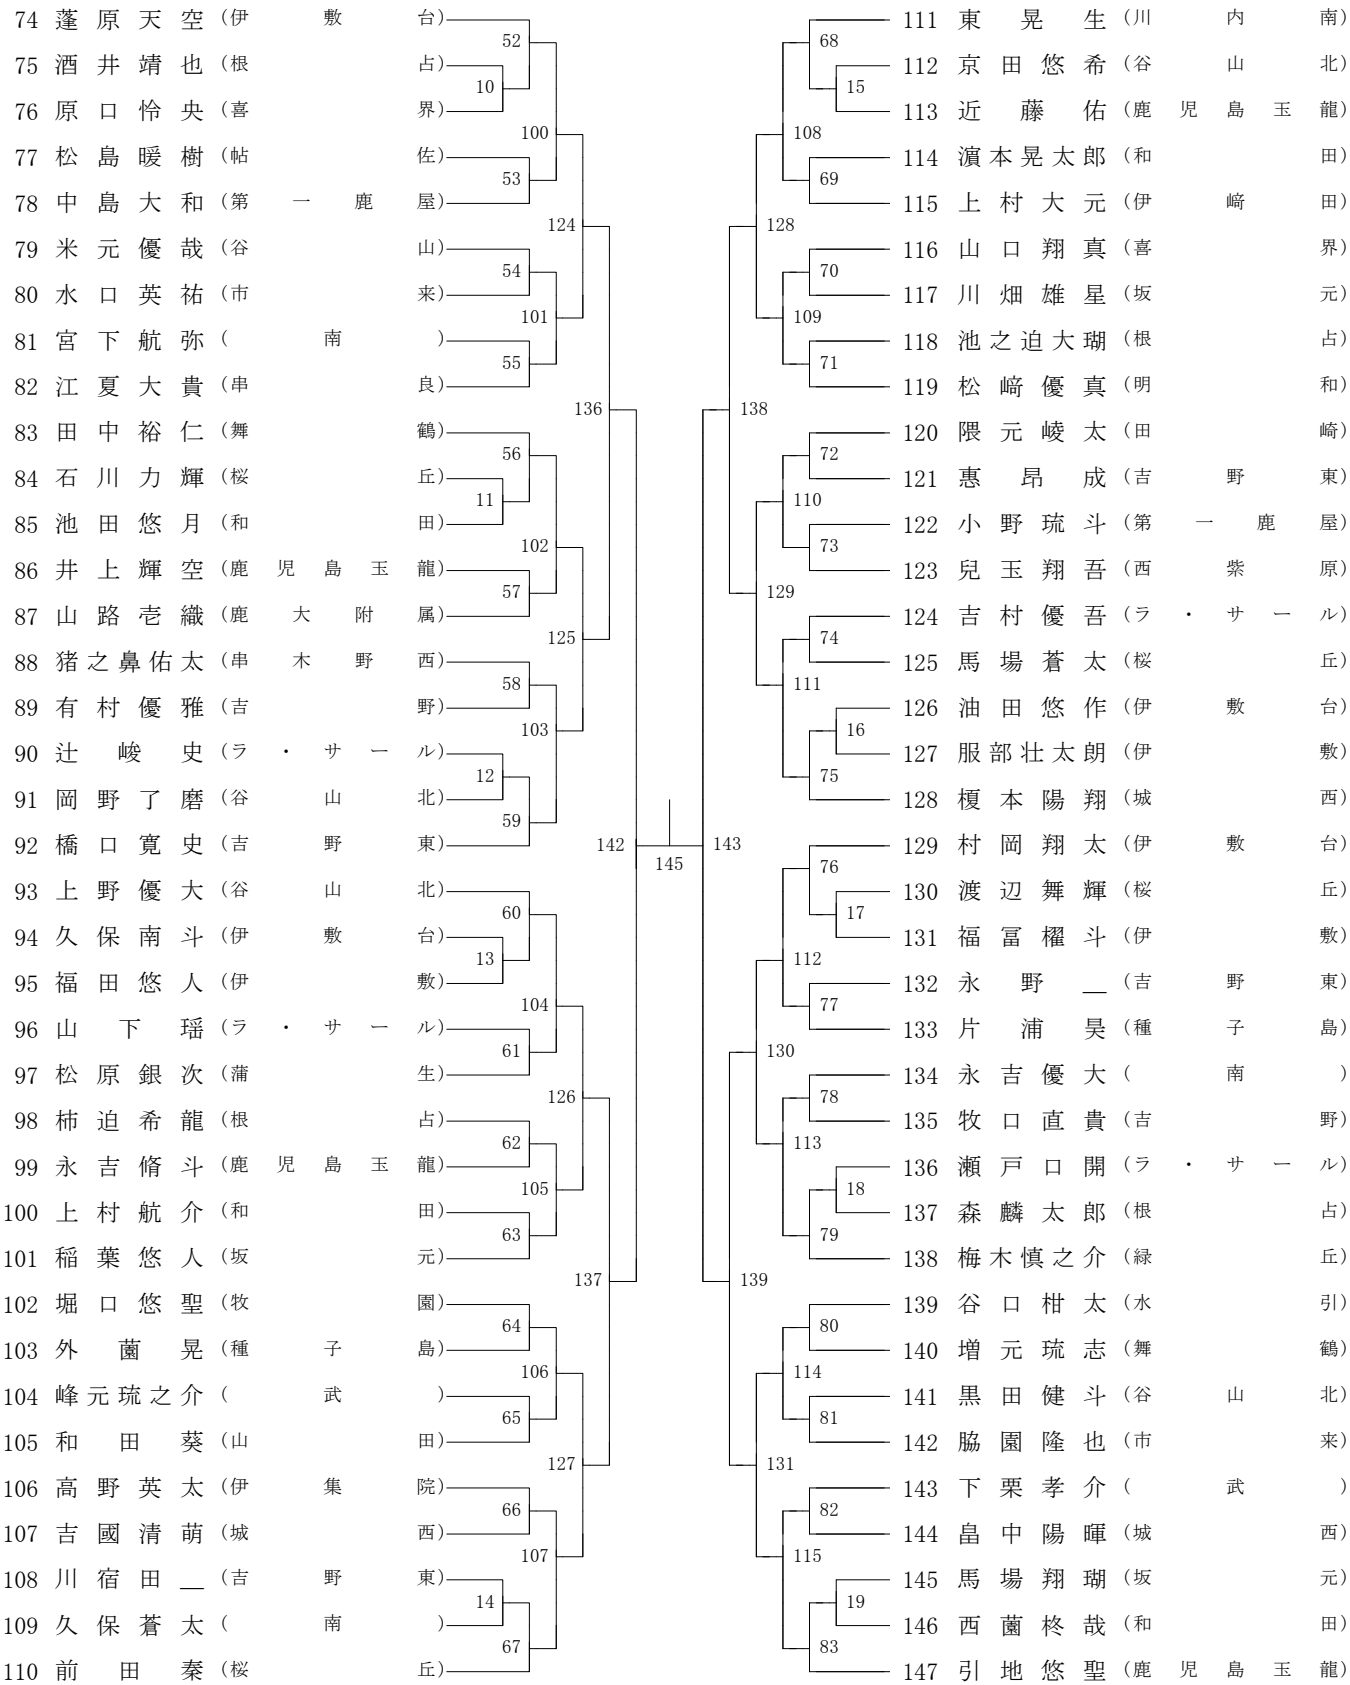 74 蓬原天空 (伊敷台)
75 酒井靖也 (根占)
76 原口怜央 (喜界)
77 松島暖樹 (帖佐)
78 中島大和 (第一鹿屋)
79 米元優哉 (谷山)
80 水口英祐 (市来)
81 宮下航弥 (南)
82 江夏大貴 (串良)
83 田中裕仁 (舞鶴)
84 石川力輝 (桜丘)
85 池田悠月 (和田)
86 井上輝空 (鹿児島玉龍)
87 山路壱織 (鹿大附属)
88 猪之鼻佑太 (串木野西)
89 有村優雅 (吉野)
90 辻峻史 (ラ・サール)
91 岡野了磨 (谷山北)
92 橋口寛史 (吉野東)
93 上野優大 (谷山北)
94 久保南斗 (伊敷台)
95 福田悠人 (伊敷)
96 山下瑶 (ラ・サール)
97 松原銀次 (蒲生)
98 柿迫希龍 (根占)
99 永吉脩斗 (鹿児島玉龍)
100 上村航介 (和田)
101 稲葉悠人 (坂元)
102 堀口悠聖 (牧園)
103 外薗晃 (種子島)
104 峰元琉之介 (武)
105 和田葵 (山田)
106 高野英太 (伊集院)
107 吉國清萌 (城西)
108 川宿田__ (吉野東)
109 久保蒼太 (南)
110 前田秦 (桜丘)
52
10
100
53
124
54
101
55
136
56
11
102
57
125
58
103
12
59
142
60
13
104
61
126
62
105
63
137
64
106
65
127
66
107
14
67
145
68
15
108
69
128
70
109
71
138
72
110
73
129
74
111
16
75
143
76
17
112
77
130
78
113
18
79
139
80
114
81
131
82
115
19
83
111 東晃生 (川内南)
112 京田悠希 (谷山北)
113 近藤佑 (鹿児島玉龍)
114 濵本晃太郎 (和田)
115 上村大元 (伊﨑田)
116 山口翔真 (喜界)
117 川畑雄星 (坂元)
118 池之迫大瑚 (根占)
119 松﨑優真 (明和)
120 隈元崚太 (田崎)
121 惠昂成 (吉野東)
122 小野琉斗 (第一鹿屋)
123 兒玉翔吾 (西紫原)
124 吉村優吾 (ラ・サール)
125 馬場蒼太 (桜丘)
126 油田悠作 (伊敷台)
127 服部壮太朗 (伊敷)
128 榎本陽翔 (城西)
129 村岡翔太 (伊敷台)
130 渡辺舞輝 (桜丘)
131 福冨櫂斗 (伊敷)
132 永野__ (吉野東)
133 片浦昊 (種子島)
134 永吉優大 (南)
135 牧口直貴 (吉野)
136 瀬戸口開 (ラ・サール)
137 森麟太郎 (根占)
138 梅木慎之介 (緑丘)
139 谷口柑太 (水引)
140 増元琉志 (舞鶴)
141 黒田健斗 (谷山北)
142 脇園隆也 (市来)
143 下栗孝介 (武)
144 畠中陽暉 (城西)
145 馬場翔瑚 (坂元)
146 西薗柊哉 (和田)
147 引地悠聖 (鹿児島玉龍)